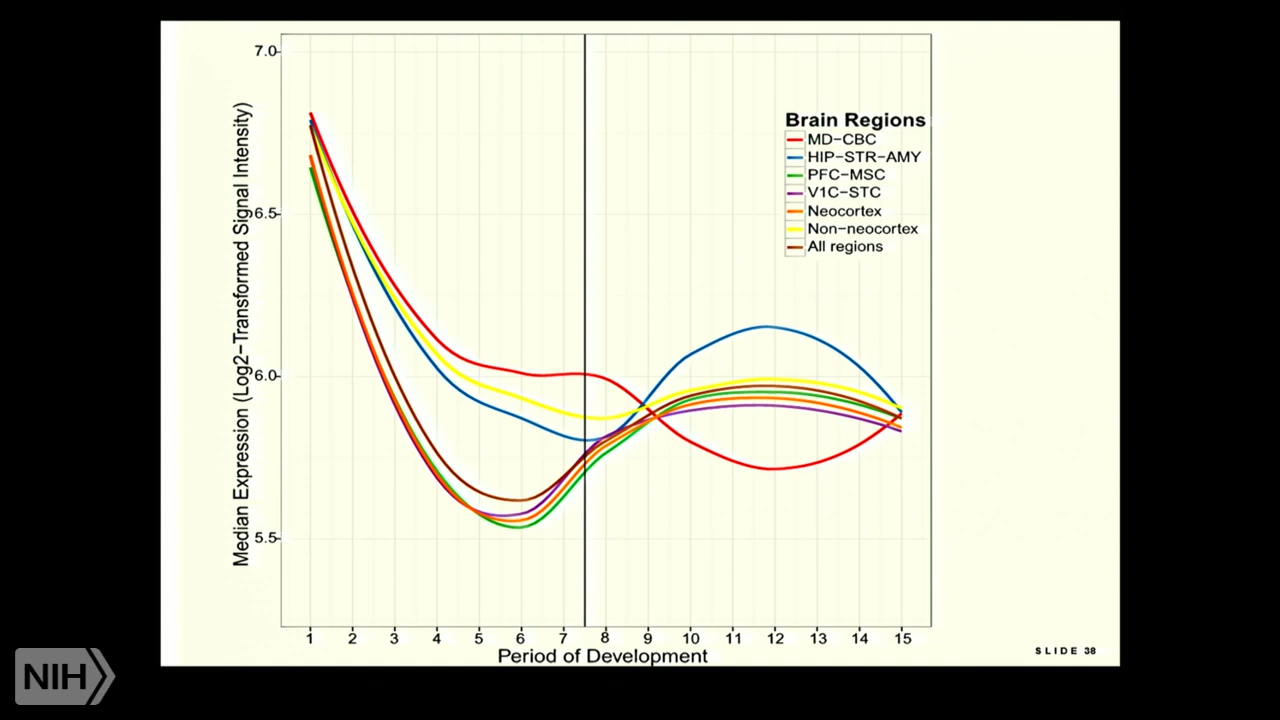 7.0
6.5
6.0
5.5
Median Expression (Log2-Transformed Signal Intensity)
Brain Regions
MD-CBC
HIP-STR-AMY
PFC-MSC
V1C-STC
Neocortex
Non-neocortex
All regions
1 2 3 4 5 6 7 8 9 10 11 12 13 14 15
Period of Development
SLIDE 38
NIH